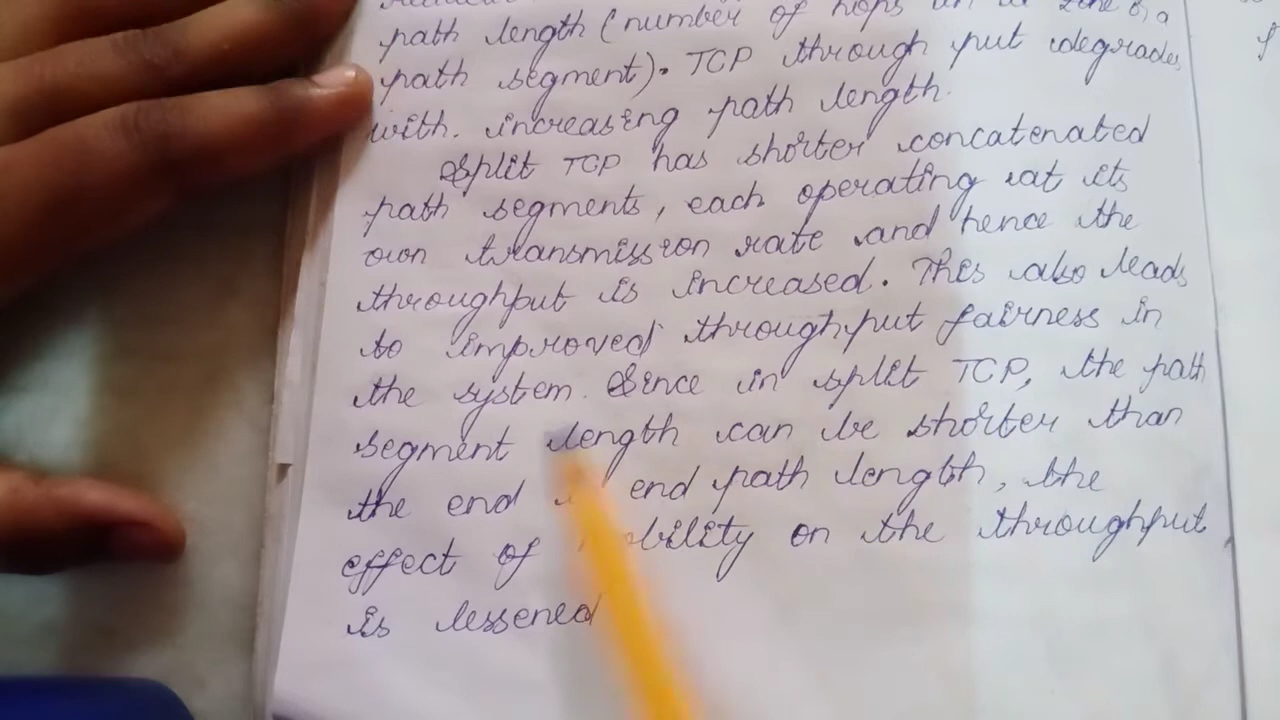 path length (number of hops in a
path segment). TCP through put degrades
with. increasing path length.
Split TCP has shorter concatenated
path segments, each operating at its
own transmission rate and hence the
throughput is increased. This also leads
to improved throughput fairness in
the system. Since in split TCP, the path
segment length can be shorter than
the end end path length, the
effect of on the throughput
is lessened